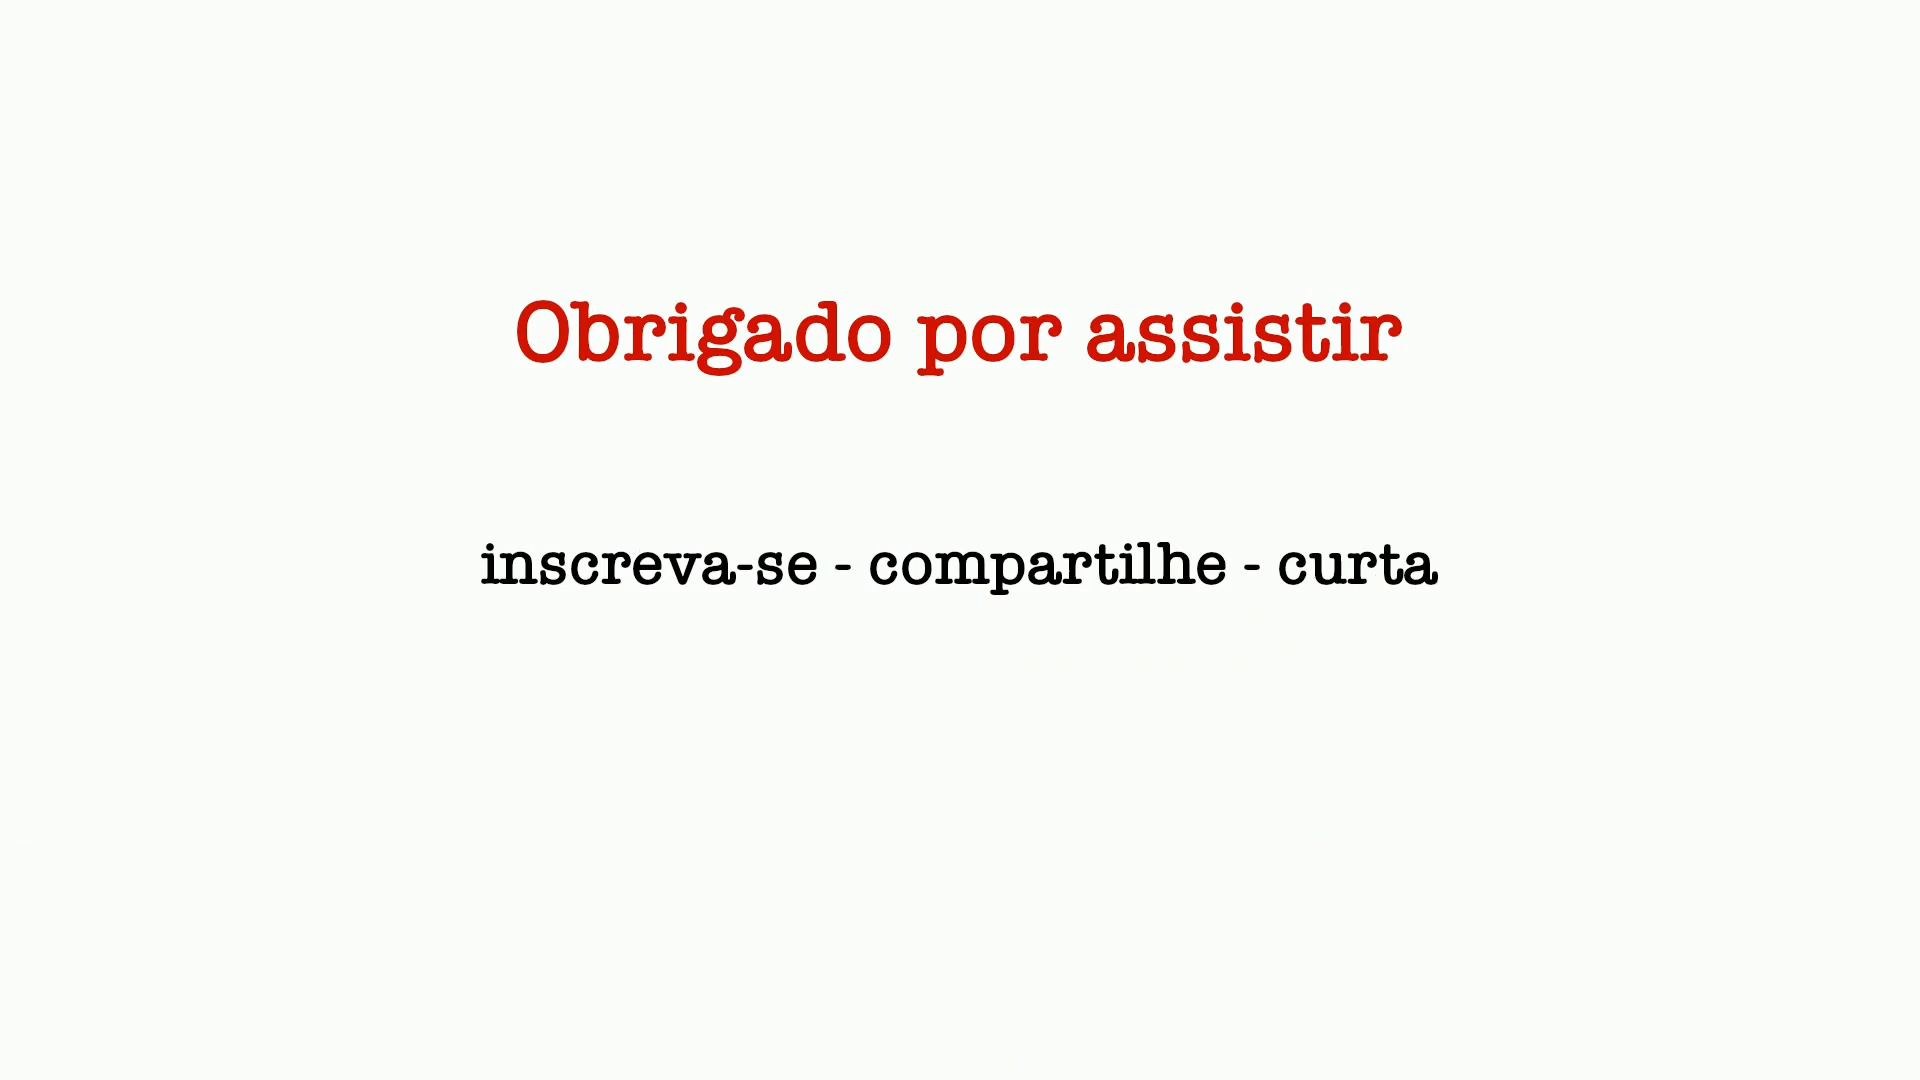 Obrigado por assistir
inscreva-se - compartilhe - curta